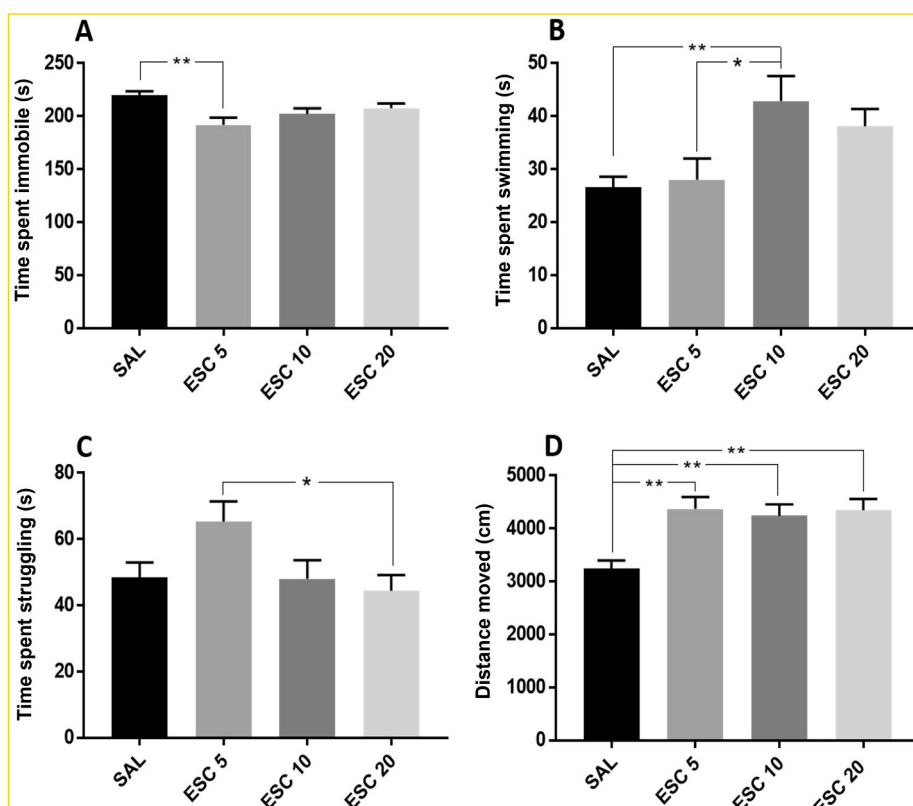 A
Time spent immobile (s)
250
200
150
100
50
0
**
SAL
ESC 5
ESC 10
ESC 20
B
Time spent swimming (s)
50
40
30
20
10
0
**
*
SAL
ESC 5
ESC 10
ESC 20
C
Time spent struggling (s)
80
60
40
20
0
*
SAL
ESC 5
ESC 10
ESC 20
D
Distance moved (cm)
5000
4000
3000
2000
1000
0
**
**
**
SAL
ESC 5
ESC 10
ESC 20